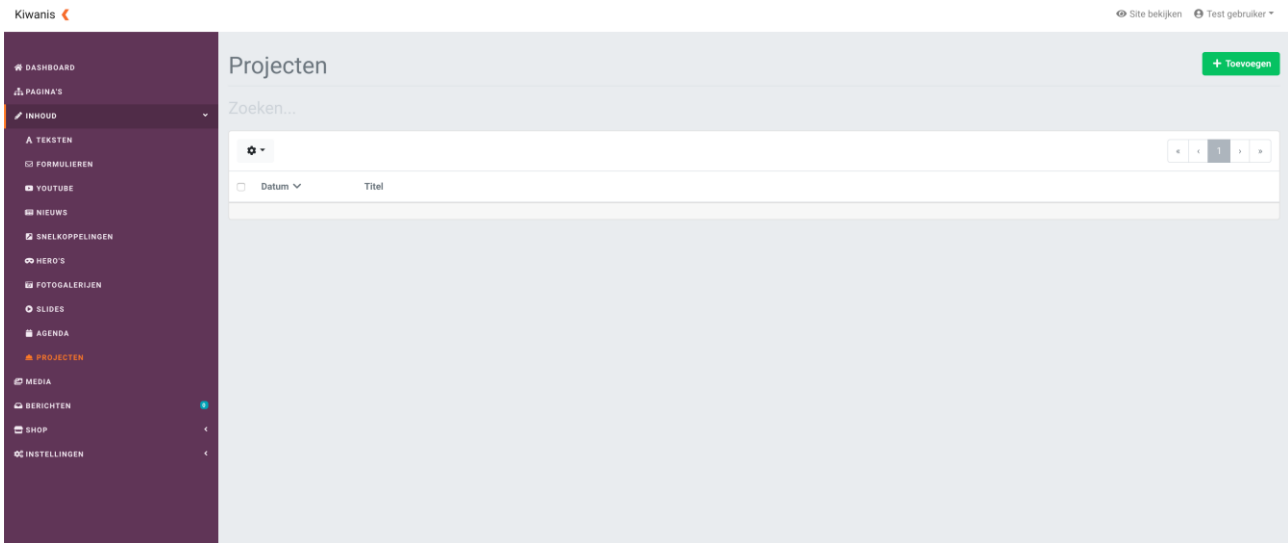 Kiwanis
Site bekijken
Test gebruiker
DASHBOARD
PAGINA'S
INHOUD
TEKSTEN
FORMULIEREN
YOUTUBE
NIEUWS
SNELKOPPELINGEN
HERO'S
FOTOGALERIJEN
SLIDES
AGENDA
PROJECTEN
MEDIA
BERICHTEN 0
SHOP
INSTELLINGEN
Projecten
+ Toevoegen
Zoeken...
« ‹ 1 › »
Datum Titel